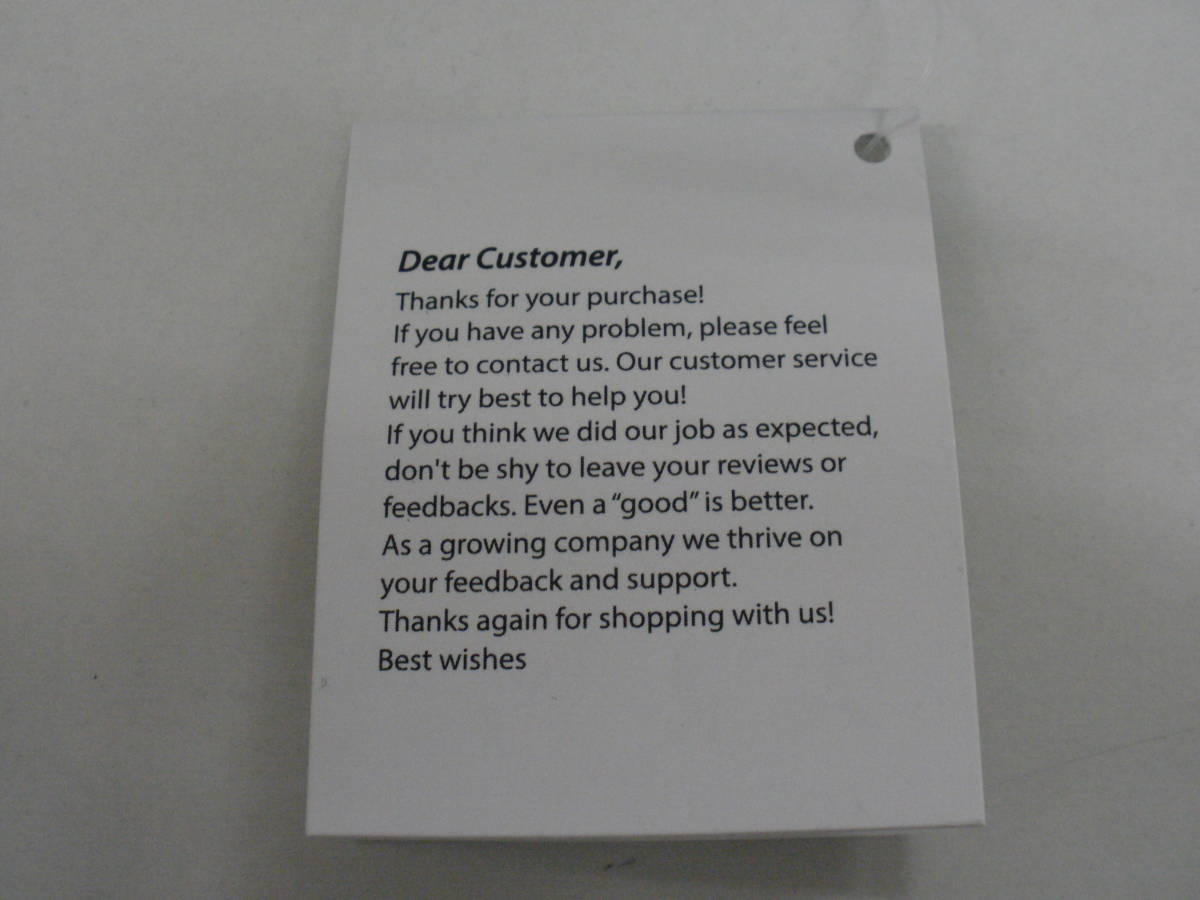 Dear Customer,
Thanks for your purchase!
If you have any problem, please feel
free to contact us. Our customer service
will try best to help you!
If you think we did our job as expected,
don't be shy to leave your reviews or
feedbacks. Even a “good” is better.
As a growing company we thrive on
your feedback and support.
Thanks again for shopping with us!
Best wishes